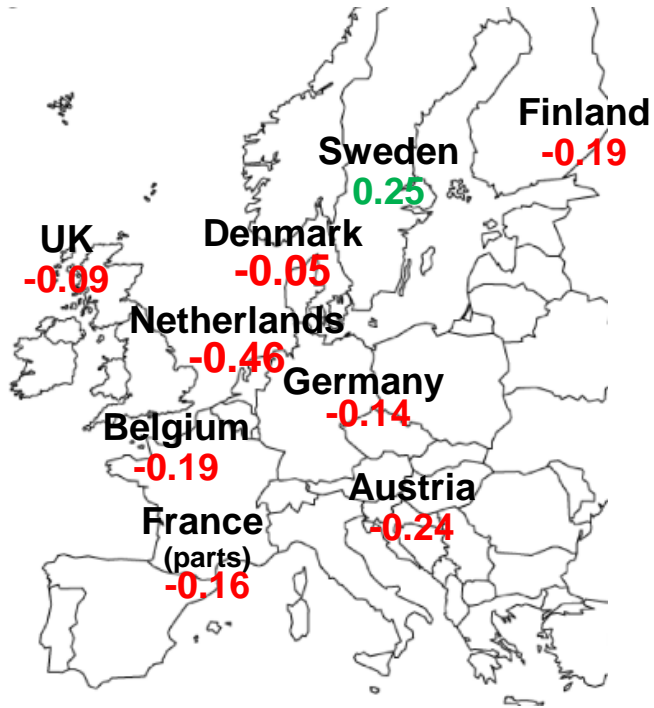 Finland
-0.19
Sweden
0.25
UK
-0.09
Denmark
-0.05
Netherlands
-0.46
Germany
-0.14
Belgium
-0.19
Austria
-0.24
France
(parts)
-0.16